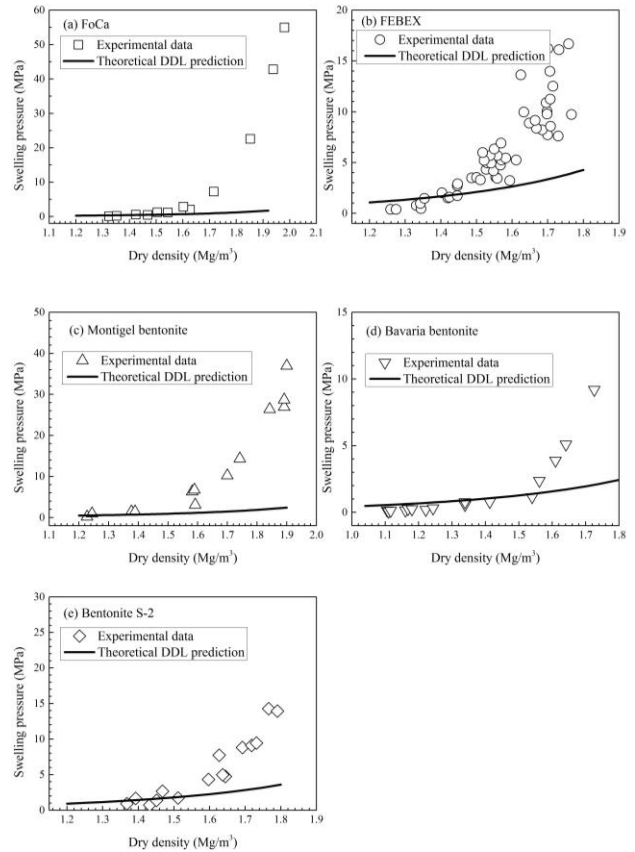 (a) FoCa
Experimental data
Theoretical DDL prediction
Swelling pressure (MPa)
60
50
40
30
20
10
0
1.1 1.2 1.3 1.4 1.5 1.6 1.7 1.8 1.9 2.0 2.1
Dry density (Mg/m³)
(b) FEBEX
Experimental data
Theoretical DDL prediction
Swelling pressure (MPa)
20
15
10
5
0
1.2 1.3 1.4 1.5 1.6 1.7 1.8 1.9
Dry density (Mg/m³)
(c) Montigel bentonite
Experimental data
Theoretical DDL prediction
Swelling pressure (MPa)
50
40
30
20
10
0
1.2 1.3 1.4 1.5 1.6 1.7 1.8 1.9 2.0
Dry density (Mg/m³)
(d) Bavaria bentonite
Experimental data
Theoretical DDL prediction
Swelling pressure (MPa)
15
10
5
0
1.0 1.1 1.2 1.3 1.4 1.5 1.6 1.7 1.8
Dry density (Mg/m³)
(e) Bentonite S-2
Experimental data
Theoretical DDL prediction
Swelling pressure (MPa)
30
25
20
15
10
5
0
1.2 1.3 1.4 1.5 1.6 1.7 1.8 1.9
Dry density (Mg/m³)